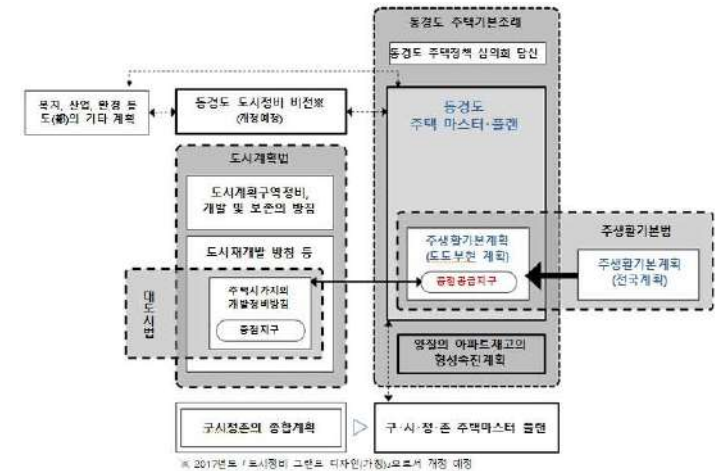 동경도 주택기본조례
동경도 주택정책 심의회 답신
복지, 산업, 환경 등
도(都)의 기타 계획
동경도 도시정비 비전※
(개정예정)
동경도
주택 마스터·플랜
도시계획법
도시계획구역정비,
개발 및 보존의 방침
도시재개발 방침 등
대도시법
주택시가지의
개발정비방침
중점지구
주생활기본계획
(도도부현 계획)
중점공급지구
주생활기본법
주생활기본계획
(전국계획)
양질의 아파트재고의
형성촉진계획
구시정촌의 종합계획
구·시·정·촌 주택마스터 플랜
※ 2017년도 「도시정비 그랜드 디자인(가칭)」으로서 개정 예정